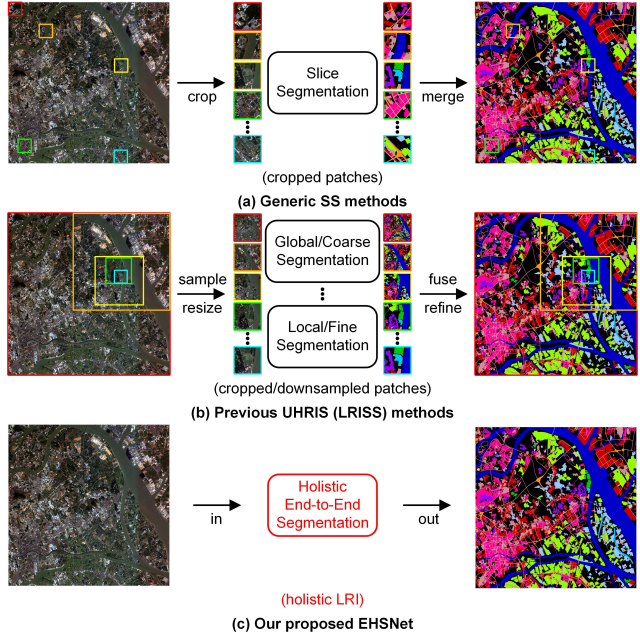 crop
Slice
Segmentation
merge
(cropped patches)
(a) Generic SS methods
sample
resize
Global/Coarse
Segmentation
Local/Fine
Segmentation
fuse
refine
(cropped/downsampled patches)
(b) Previous UHRIS (LRISS) methods
in
Holistic
End-to-End
Segmentation
out
(holistic LRI)
(c) Our proposed EHSNet